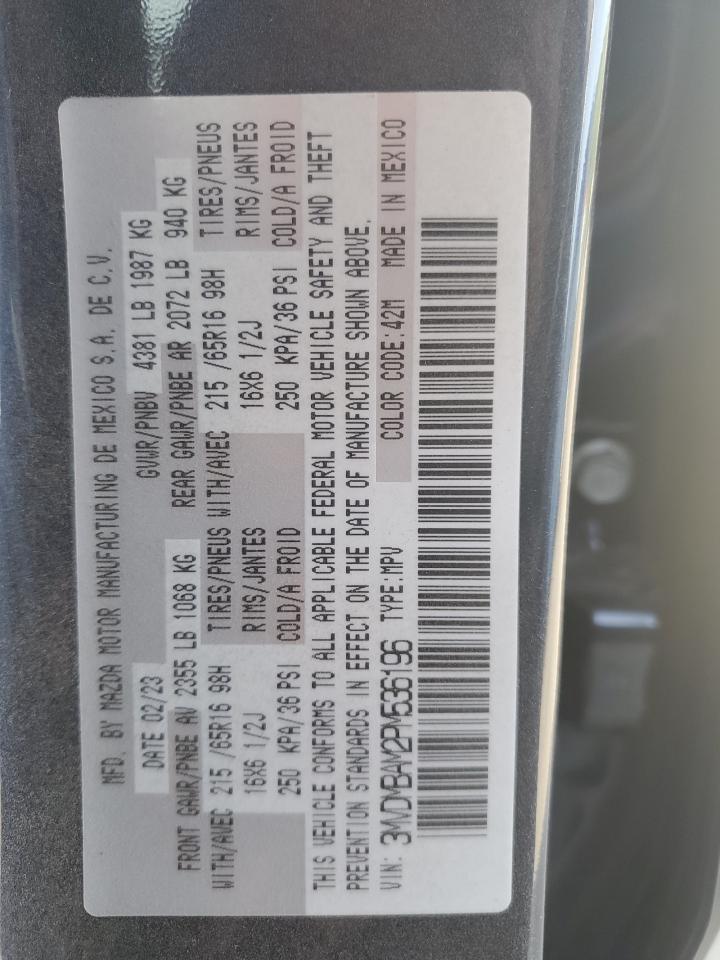 MFD. BY MAZDA MOTOR MANUFACTURING DE MEXICO S.A. DE C.V.
DATE 02/23 GVWR/PNBV 4381 LB 1987 KG
FRONT GAWR/PNBE AV 2355 LB 1068 KG REAR GAWR/PNBE AR 2072 LB 940 KG
WITH/AVEC 215 /65R16 98H TIRES/PNEUS WITH/AVEC 215 /65R16 98H TIRES/PNEUS
16X6 1/2J RIMS/JANTES 16X6 1/2J RIMS/JANTES
250 KPA/36 PSI COLD/A FROID 250 KPA/36 PSI COLD/A FROID
THIS VEHICLE CONFORMS TO ALL APPLICABLE FEDERAL MOTOR VEHICLE SAFETY AND THEFT
PREVENTION STANDARDS IN EFFECT ON THE DATE OF MANUFACTURE SHOWN ABOVE.
VIN: 3MVDMBAM2PM536196 TYPE:MPV COLOR CODE:42M MADE IN MEXICO